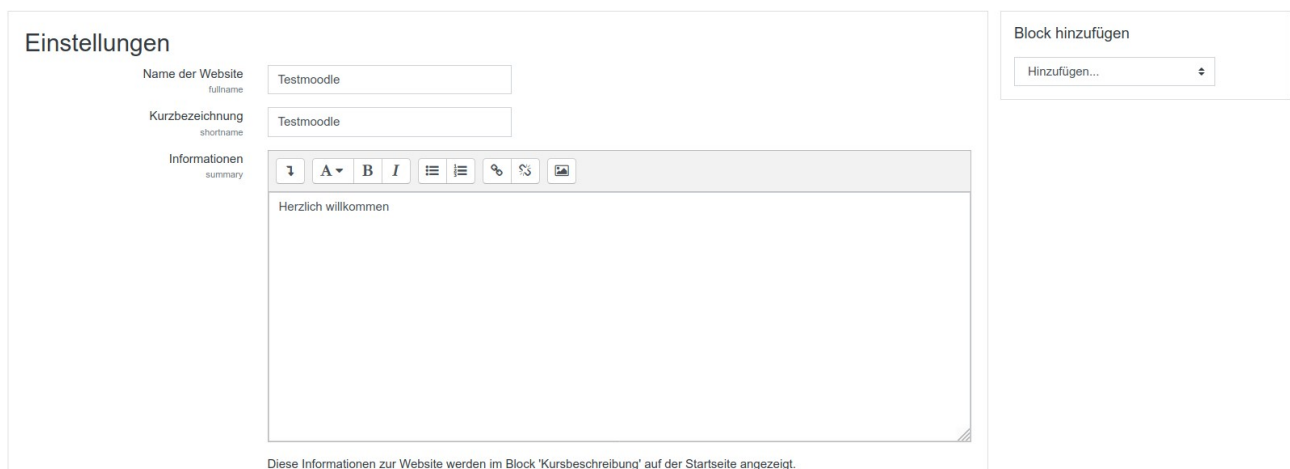 Einstellungen
Name der Website
fullname
Testmoodle
Kurzbezeichnung
shortname
Testmoodle
Informationen
summary
A B I
Herzlich willkommen
Diese Informationen zur Website werden im Block 'Kursbeschreibung' auf der Startseite angezeigt.
Block hinzufügen
Hinzufügen...